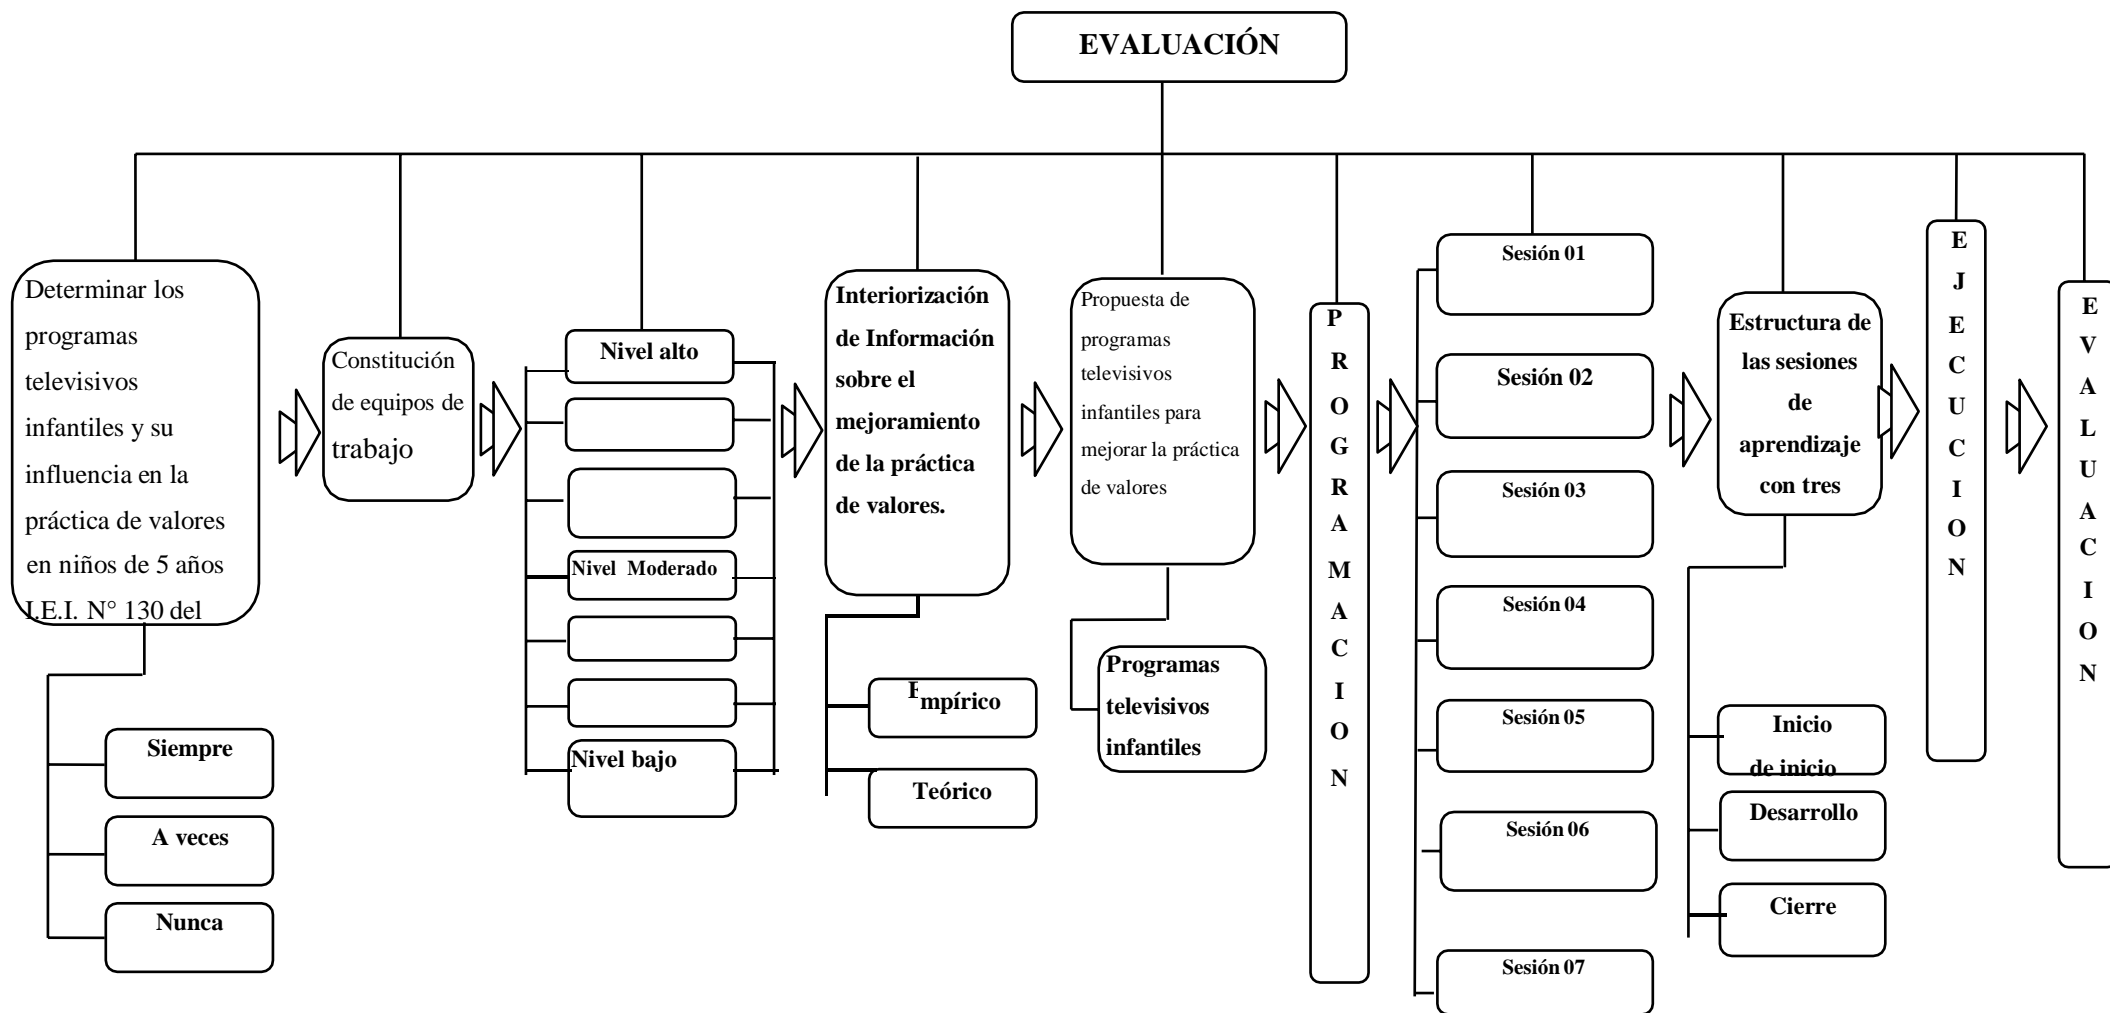 EVALUACIÓN
Determinar los
programas
televisivos
infantiles y su
influencia en la
práctica de valores
en niños de 5 años
I.E.I. N° 130 del
Siempre
A veces
Nunca
Constitución
de equipos de
trabajo
Nivel alto
Nivel Moderado
Nivel bajo
Interiorización
de Información
sobre el
mejoramiento
de la práctica
de valores.
Empírico
Teórico
Propuesta de
programas
televisivos
infantiles para
mejorar la práctica
de valores
Programas
televisivos
infantiles
P
R
O
G
R
A
M
A
C
I
O
N
Sesión 01
Sesión 02
Sesión 03
Sesión 04
Sesión 05
Sesión 06
Sesión 07
Estructura de
las sesiones
de
aprendizaje
con tres
Inicio
de inicio
Desarrollo
Cierre
E
J
E
C
U
C
I
O
N
E
V
A
L
U
A
C
I
O
N